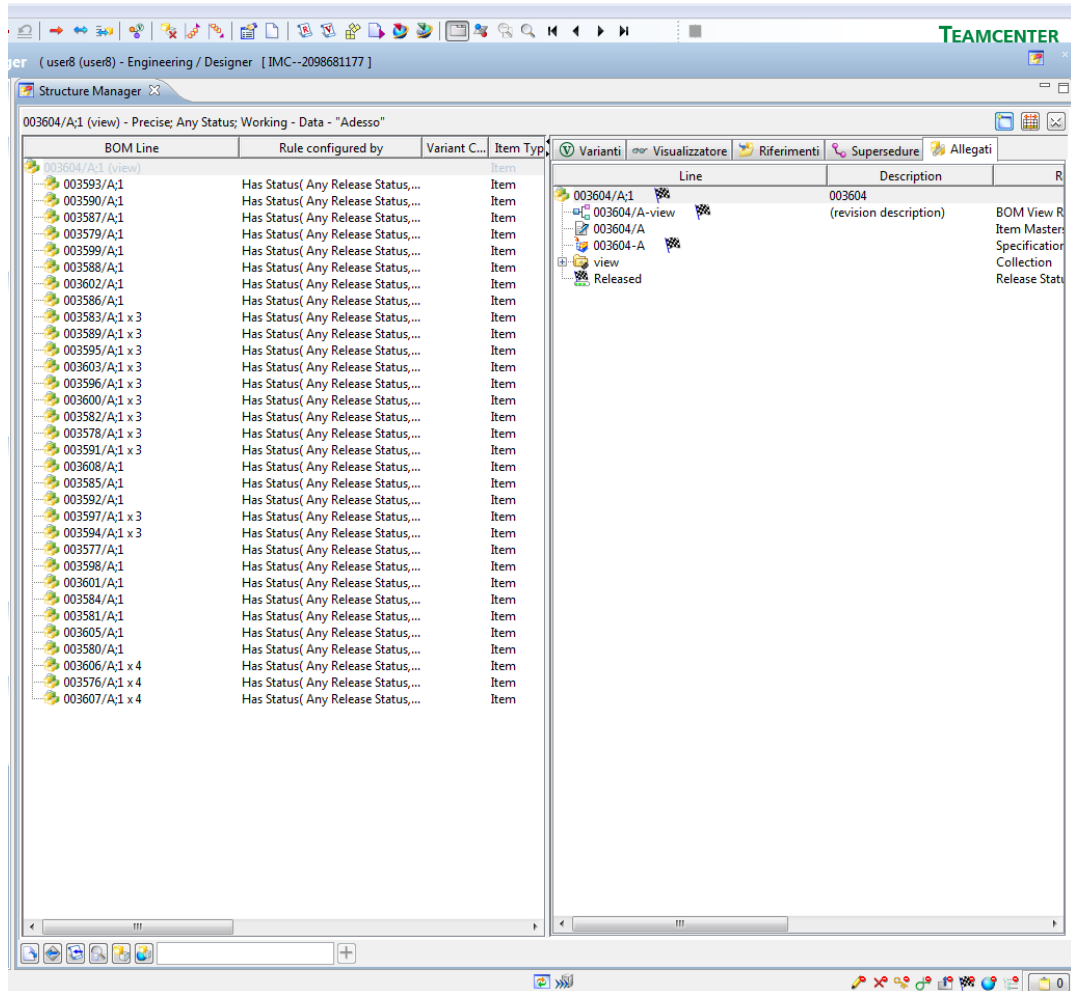 TEAMCENTER
er ( user8 (user8) - Engineering / Designer [ IMC--2098681177 ]
Structure Manager
003604/A;1 (view) - Precise; Any Status; Working - Data - "Adesso"
BOM Line Rule configured by Variant C... Item Typ
003604/A;1 (view) Item
003593/A;1 Has Status( Any Release Status,... Item
003590/A;1 Has Status( Any Release Status,... Item
003587/A;1 Has Status( Any Release Status,... Item
003579/A;1 Has Status( Any Release Status,... Item
003599/A;1 Has Status( Any Release Status,... Item
003588/A;1 Has Status( Any Release Status,... Item
003602/A;1 Has Status( Any Release Status,... Item
003586/A;1 Has Status( Any Release Status,... Item
003583/A;1 x 3 Has Status( Any Release Status,... Item
003589/A;1 x 3 Has Status( Any Release Status,... Item
003595/A;1 x 3 Has Status( Any Release Status,... Item
003603/A;1 x 3 Has Status( Any Release Status,... Item
003596/A;1 x 3 Has Status( Any Release Status,... Item
003600/A;1 x 3 Has Status( Any Release Status,... Item
003582/A;1 x 3 Has Status( Any Release Status,... Item
003578/A;1 x 3 Has Status( Any Release Status,... Item
003591/A;1 x 3 Has Status( Any Release Status,... Item
003608/A;1 Has Status( Any Release Status,... Item
003585/A;1 Has Status( Any Release Status,... Item
003592/A;1 Has Status( Any Release Status,... Item
003597/A;1 x 3 Has Status( Any Release Status,... Item
003594/A;1 x 3 Has Status( Any Release Status,... Item
003577/A;1 Has Status( Any Release Status,... Item
003598/A;1 Has Status( Any Release Status,... Item
003601/A;1 Has Status( Any Release Status,... Item
003584/A;1 Has Status( Any Release Status,... Item
003581/A;1 Has Status( Any Release Status,... Item
003605/A;1 Has Status( Any Release Status,... Item
003580/A;1 Has Status( Any Release Status,... Item
003606/A;1 x 4 Has Status( Any Release Status,... Item
003576/A;1 x 4 Has Status( Any Release Status,... Item
003607/A;1 x 4 Has Status( Any Release Status,... Item
Varianti Visualizzatore Riferimenti Supersedure Allegati
Line Description R
003604/A;1 003604
003604/A-view (revision description) BOM View R
003604/A Item Master
003604-A Specification
view Collection
Released Release Statu
0